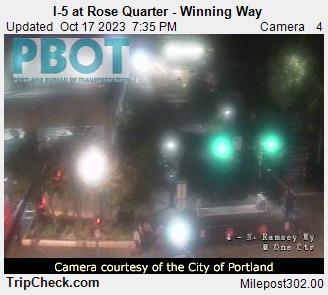 I-5 at Rose Quarter - Winning Way
Updated Oct 17 2023 7:35 PM Camera 4
PBOT
PORTLAND BUREAU OF TRANSPORTATION
4 - N. Ramsey Wy
@ One Ctr
Camera courtesy of the City of Portland
TripCheck.com Milepost302.00